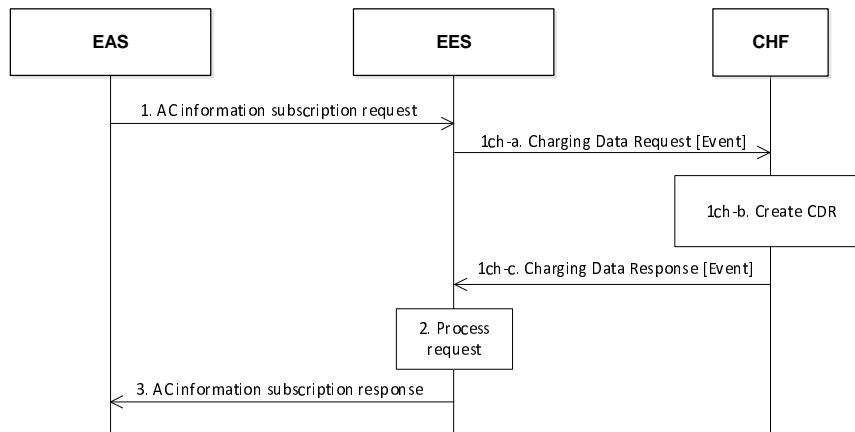 EAS
EES
CHF
1. AC information subscription request
1ch-a. Charging Data Request [Event]
1ch-b. Create CDR
1ch-c. Charging Data Response [Event]
2. Process
request
3. AC information subscription response